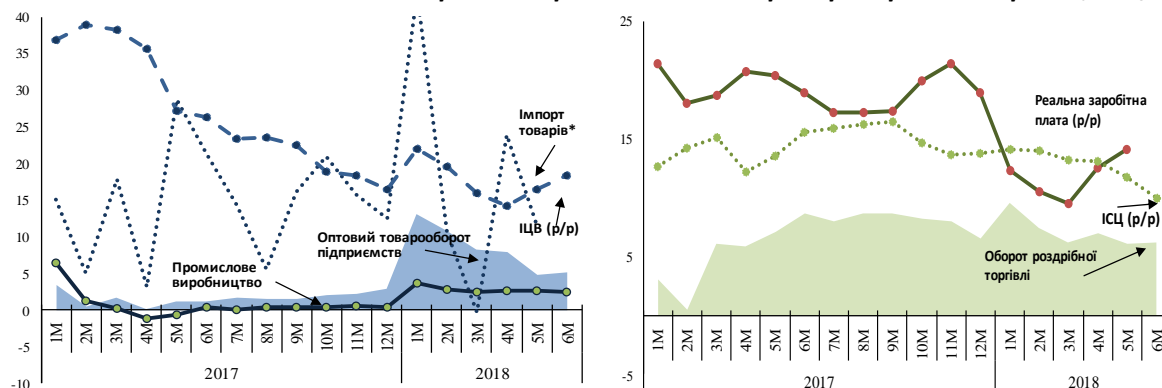 40
35
30
25
20
15
10
5
0
-5
-10
Імпорт
товарів*
ІЦВ (р/р)
Оптовий товарооборот
підприємств
Промислове
виробництво
1М 2М 3М 4М 5М 6М 7М 8М 9М 10М 11М 12М 1М 2М 3М 4М 5М 6М
2017 2018
25
15
5
-5
Реальна заробітна
плата (р/р)
ІСЦ (р/р)
Оборот роздрібної
торгівлі
1М 2М 3М 4М 5М 6М 7М 8М 9М 10М 11М 12М 1М 2М 3М 4М 5М 6М
2017 2018